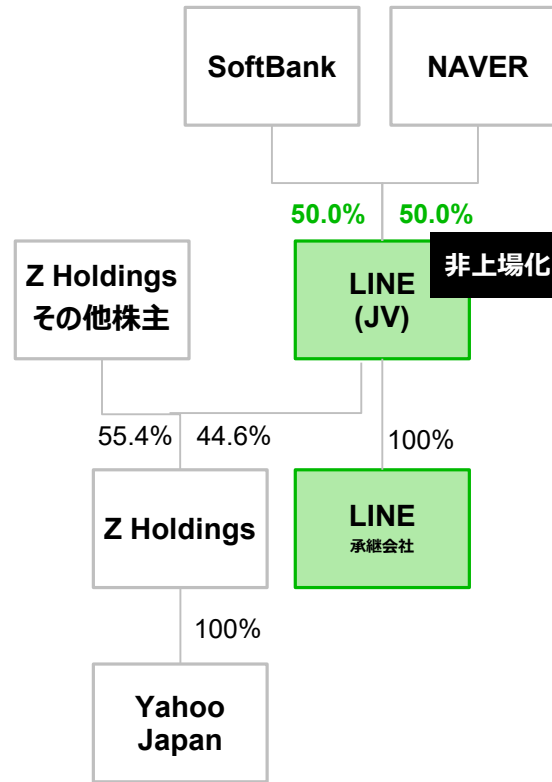 SoftBank
NAVER
50.0%
50.0%
Z Holdings
その他株主
LINE
(JV)
非上場化
55.4%
44.6%
100%
Z Holdings
LINE
承継会社
100%
Yahoo
Japan